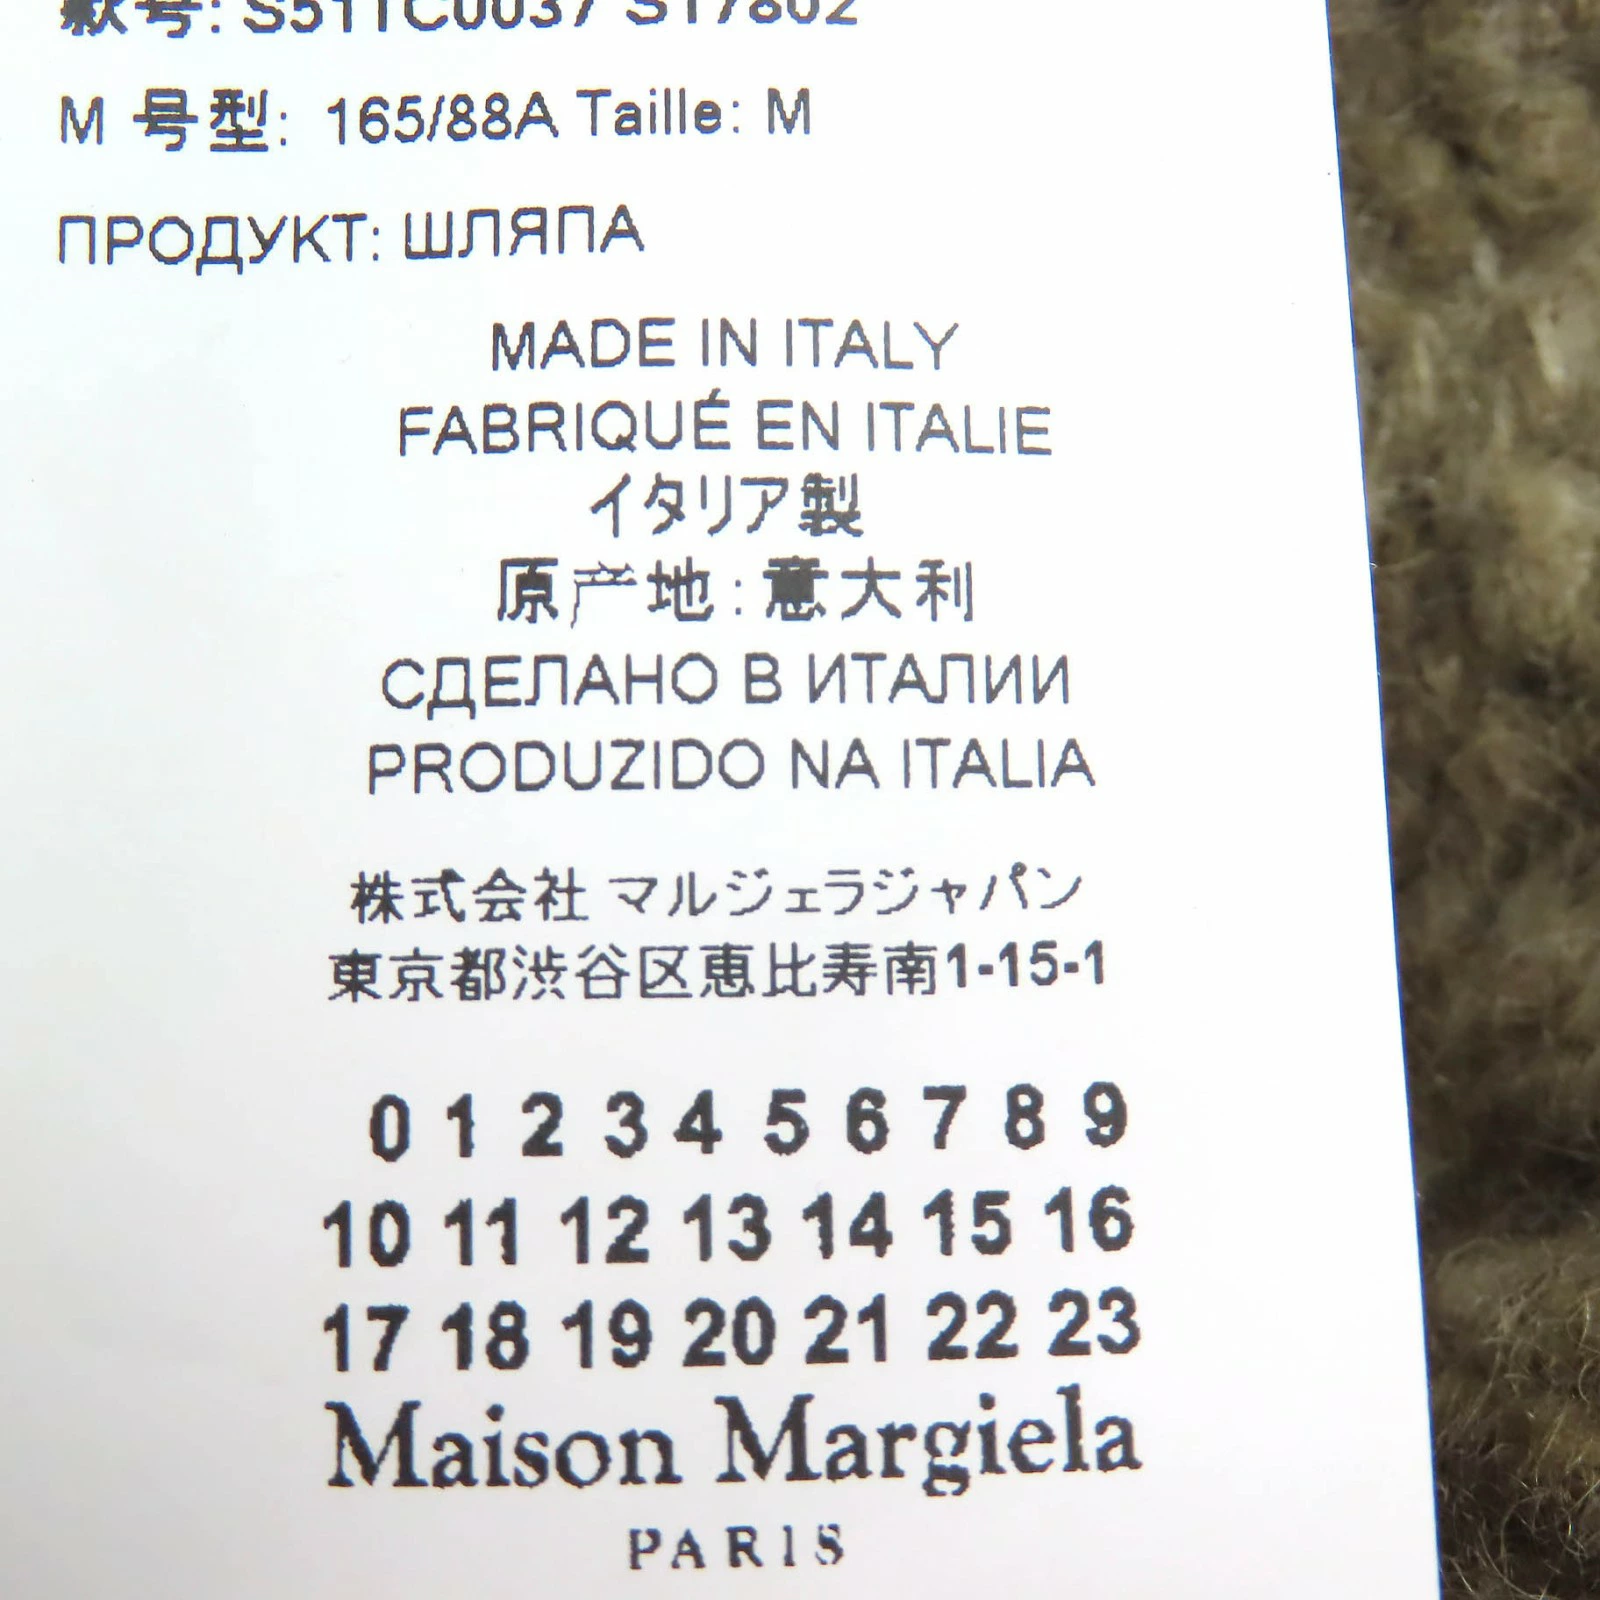 款号: S51TC0037 S17802
M 号型: 165/88A Taille: M
ПРОДУКТ: ШЛЯПА
MADE IN ITALY
FABRIQUÉ EN ITALIE
イタリア製
原产地:意大利
СДЕЛАНО В ИТАЛИИ
PRODUZIDO NA ITALIA
株式会社 マルジェラジャパン
東京都渋谷区恵比寿南1-15-1
0 1 2 3 4 5 6 7 8 9
10 11 12 13 14 15 16
17 18 19 20 21 22 23
Maison Margiela
PARIS